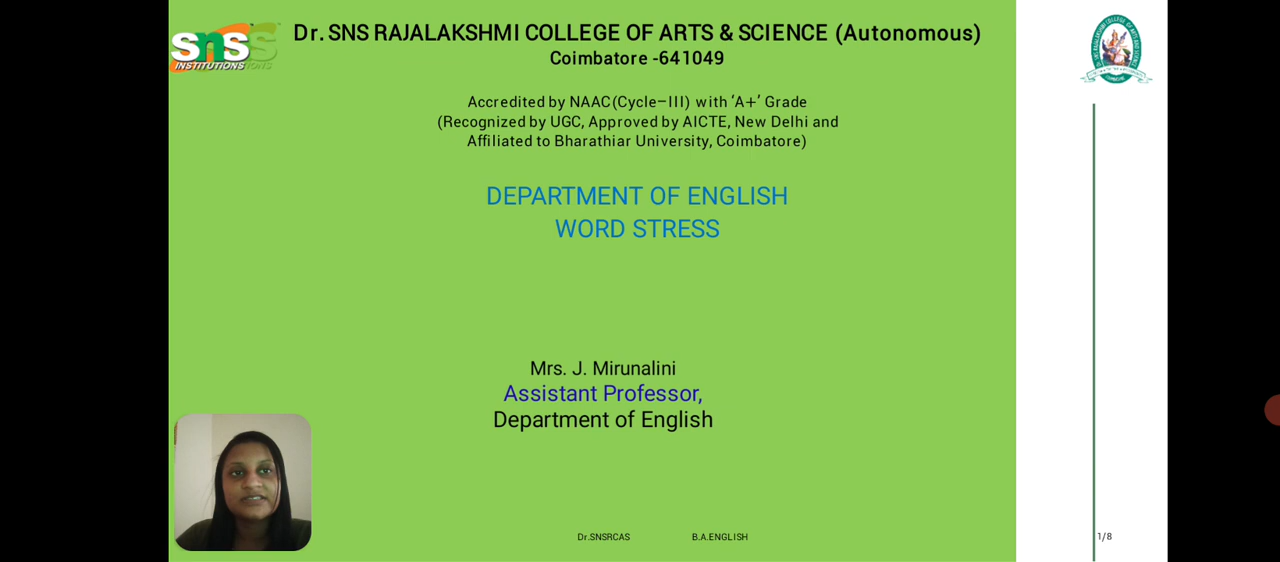 snss
INSTITUTIONS
Dr. SNS RAJALAKSHMI COLLEGE OF ARTS & SCIENCE (Autonomous)
Coimbatore -641049
Accredited by NAAC(Cycle–III) with ‘A+’ Grade
(Recognized by UGC, Approved by AICTE, New Delhi and
Affiliated to Bharathiar University, Coimbatore)
DEPARTMENT OF ENGLISH
WORD STRESS
Mrs. J. Mirunalini
Assistant Professor,
Department of English
Dr.SNSRCAS B.A.ENGLISH
1/8